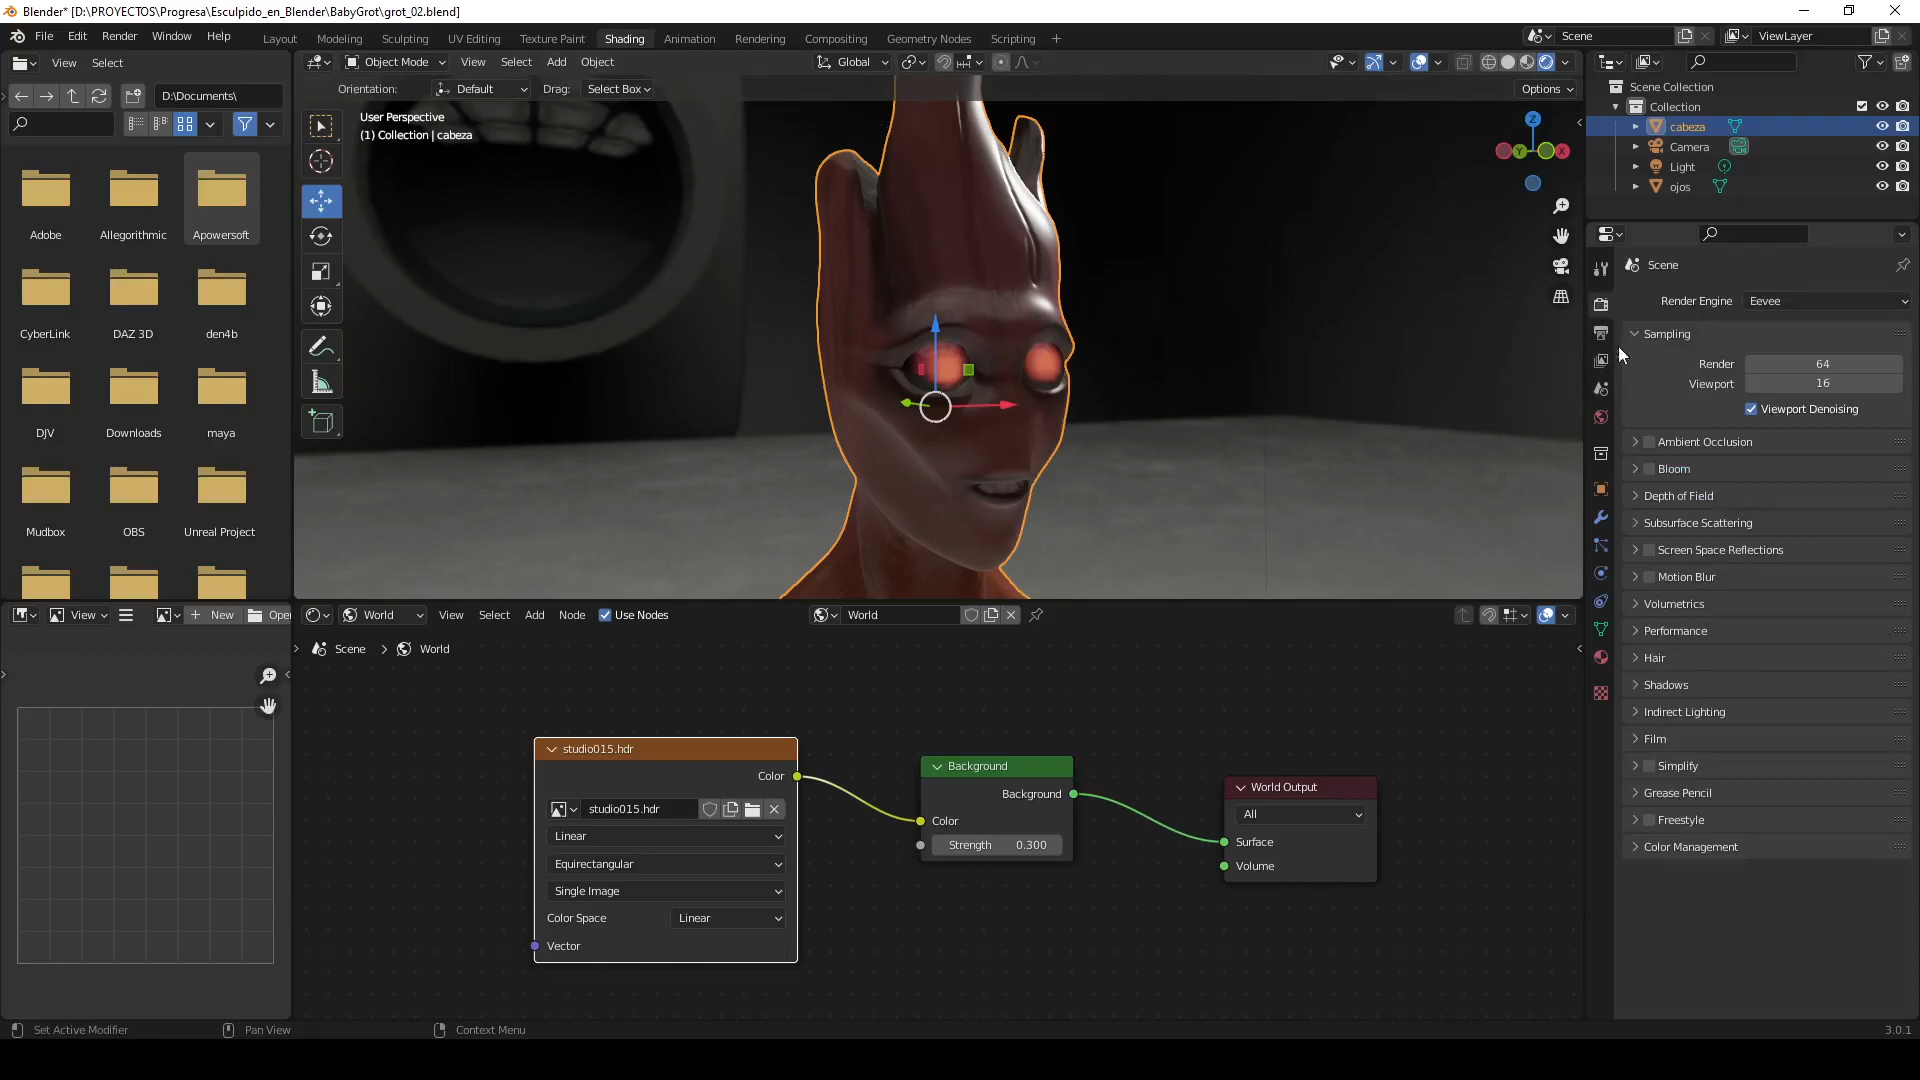 Blender* [D:\PROYECTOS\Progresa\Esculpido_en_Blender\BabyGrot\grot_02.blend]
File Edit Render Window Help
Layout Modeling Sculpting UV Editing Texture Paint Shading Animation Rendering Compositing Geometry Nodes Scripting +
Scene
ViewLayer
View Select
D:\Documents\
Adobe
Allegorithmic
Apowersoft
CyberLink
DAZ 3D
den4b
DJV
Downloads
maya
Mudbox
OBS
Unreal Project
Object Mode View Select Add Object
Global
Orientation: Default Drag: Select Box
Options
User Perspective
(1) Collection | cabeza
Z
Y
X
Scene Collection
Collection
cabeza
Camera
Light
ojos
Scene
Render Engine Eevee
Sampling
Render 64
Viewport 16
Viewport Denoising
Ambient Occlusion
Bloom
Depth of Field
Subsurface Scattering
Screen Space Reflections
Motion Blur
Volumetrics
Performance
Hair
Shadows
Indirect Lighting
Film
Simplify
Grease Pencil
Freestyle
Color Management
View
+ New
Ope
World View Select Add Node Use Nodes
World
Scene > World
studio015.hdr
Color
studio015.hdr
Linear
Equirectangular
Single Image
Color Space Linear
Vector
Background
Background
Color
Strength 0.300
World Output
All
Surface
Volume
Set Active Modifier
Pan View
Context Menu
3.0.1